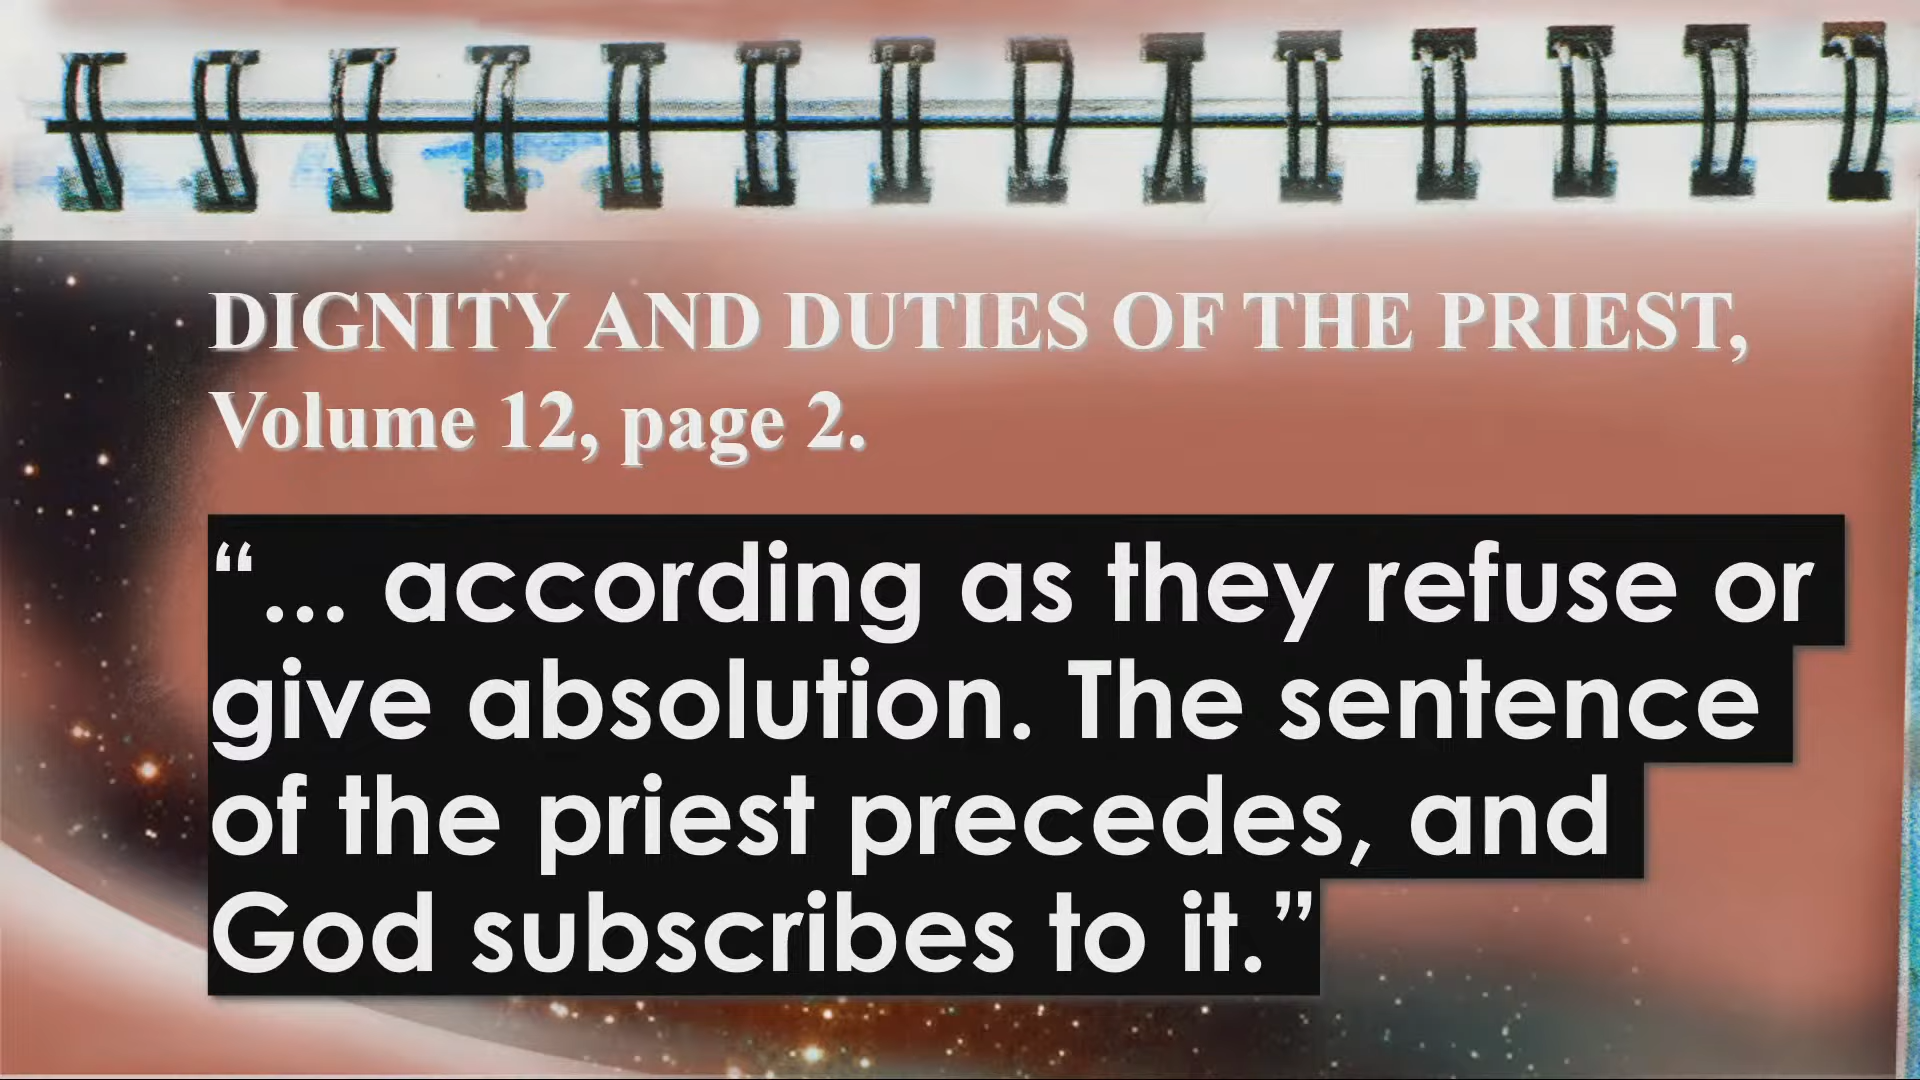 DIGNITY AND DUTIES OF THE PRIEST,
Volume 12, page 2.
“... according as they refuse or
give absolution. The sentence
of the priest precedes, and
God subscribes to it.”